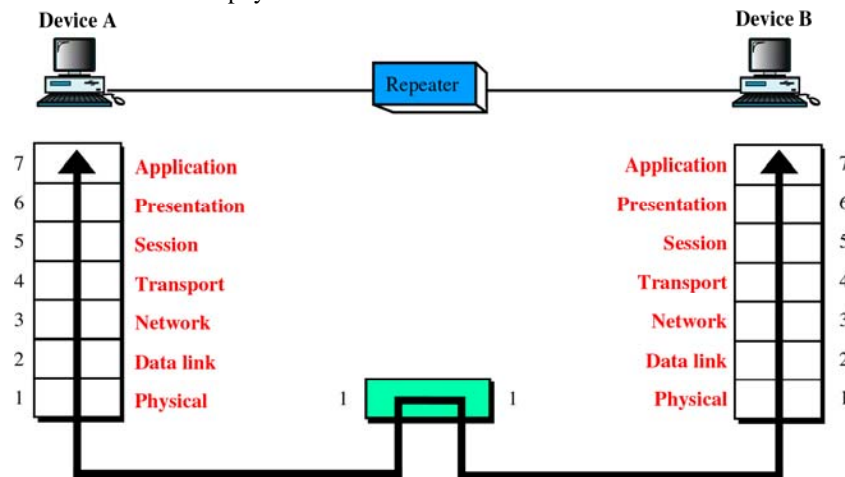 Device A Device B
Repeater
7 Application Application 7
6 Presentation Presentation 6
5 Session Session 5
4 Transport Transport 4
3 Network Network 3
2 Data link Data link 2
1 Physical 1 1 Physical 1